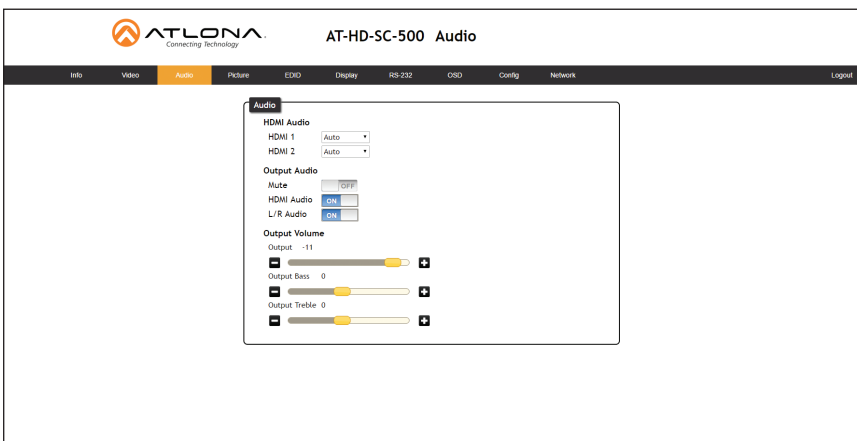 ATLONA.
Connecting Technology
AT-HD-SC-500 Audio
Info Video Audio Picture EDID Display RS-232 OSD Config Network Logout
Audio
HDMI Audio
HDMI 1 Auto
HDMI 2 Auto
Output Audio
Mute OFF
HDMI Audio ON
L/R Audio ON
Output Volume
Output -11
Output Bass 0
Output Treble 0